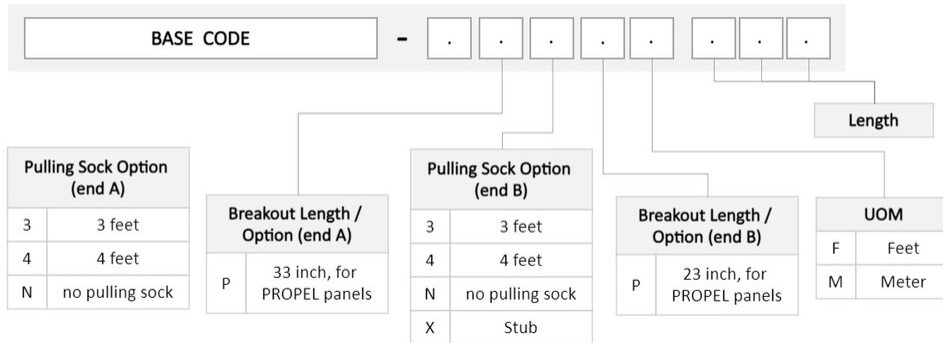 BASE CODE - . . . . . . . .
Length
Pulling Sock Option
(end A)
3 3 feet
4 4 feet
N no pulling sock
Breakout Length /
Option (end A)
P 33 inch, for
PROPEL panels
Pulling Sock Option
(end B)
3 3 feet
4 4 feet
N no pulling sock
X Stub
Breakout Length /
Option (end B)
P 23 inch, for
PROPEL panels
UOM
F Feet
M Meter